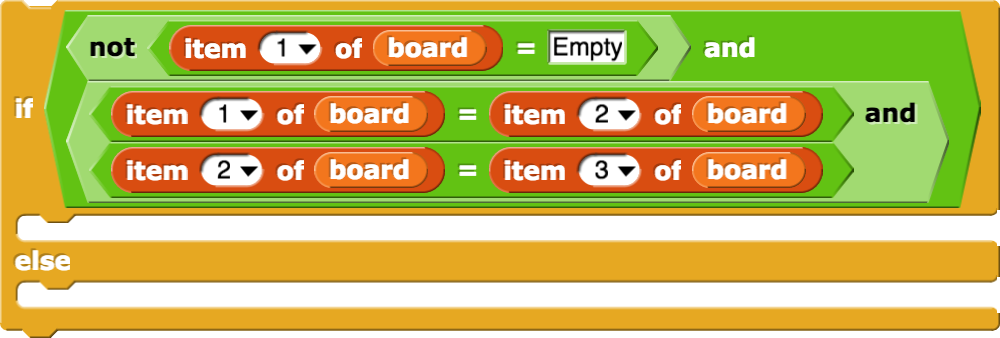 not item 1 of board = Empty and
if
item 1 of board = item 2 of board and
item 2 of board = item 3 of board
else